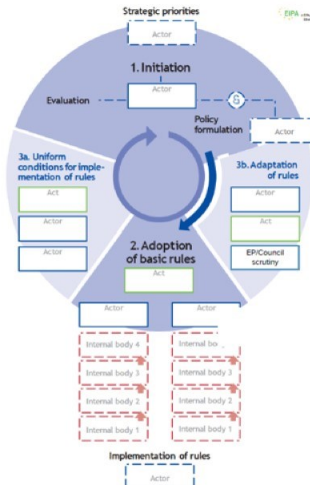 Strategic priorities
EIPA
Actor
1. Initiation
Actor
Evaluation
6
Policy
formulation
Actor
3a. Uniform
conditions for imple-
mentation of rules
Act
Actor
Actor
3b. Adaptation
of rules
Actor
Act
EP/Council
scrutiny
2. Adoption
of basic rules
Act
Actor
Actor
Internal body 4
Internal bo
Internal body 3
Internal body 3
Internal body 2
Internal body 2
Internal body 1
Internal body 1
Implementation of rules
Actor